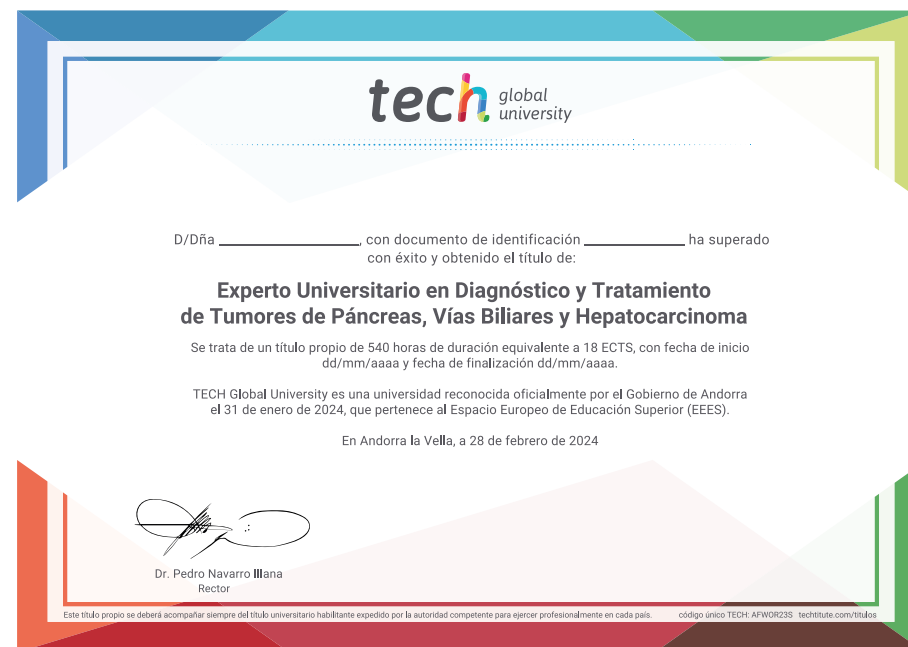 tech global university
D/Dña ____________________, con documento de identificación ______________ ha superado
con éxito y obtenido el título de:
Experto Universitario en Diagnóstico y Tratamiento
de Tumores de Páncreas, Vías Biliares y Hepatocarcinoma
Se trata de un título propio de 540 horas de duración equivalente a 18 ECTS, con fecha de inicio
dd/mm/aaaa y fecha de finalización dd/mm/aaaa.
TECH Global University es una universidad reconocida oficialmente por el Gobierno de Andorra
el 31 de enero de 2024, que pertenece al Espacio Europeo de Educación Superior (EEES).
En Andorra la Vella, a 28 de febrero de 2024
Dr. Pedro Navarro Illana
Rector
Este título propio se deberá acompañar siempre del título universitario habilitante expedido por la autoridad competente para ejercer profesionalmente en cada país. código único TECH: AFWOR23S techtitute.com/titulos